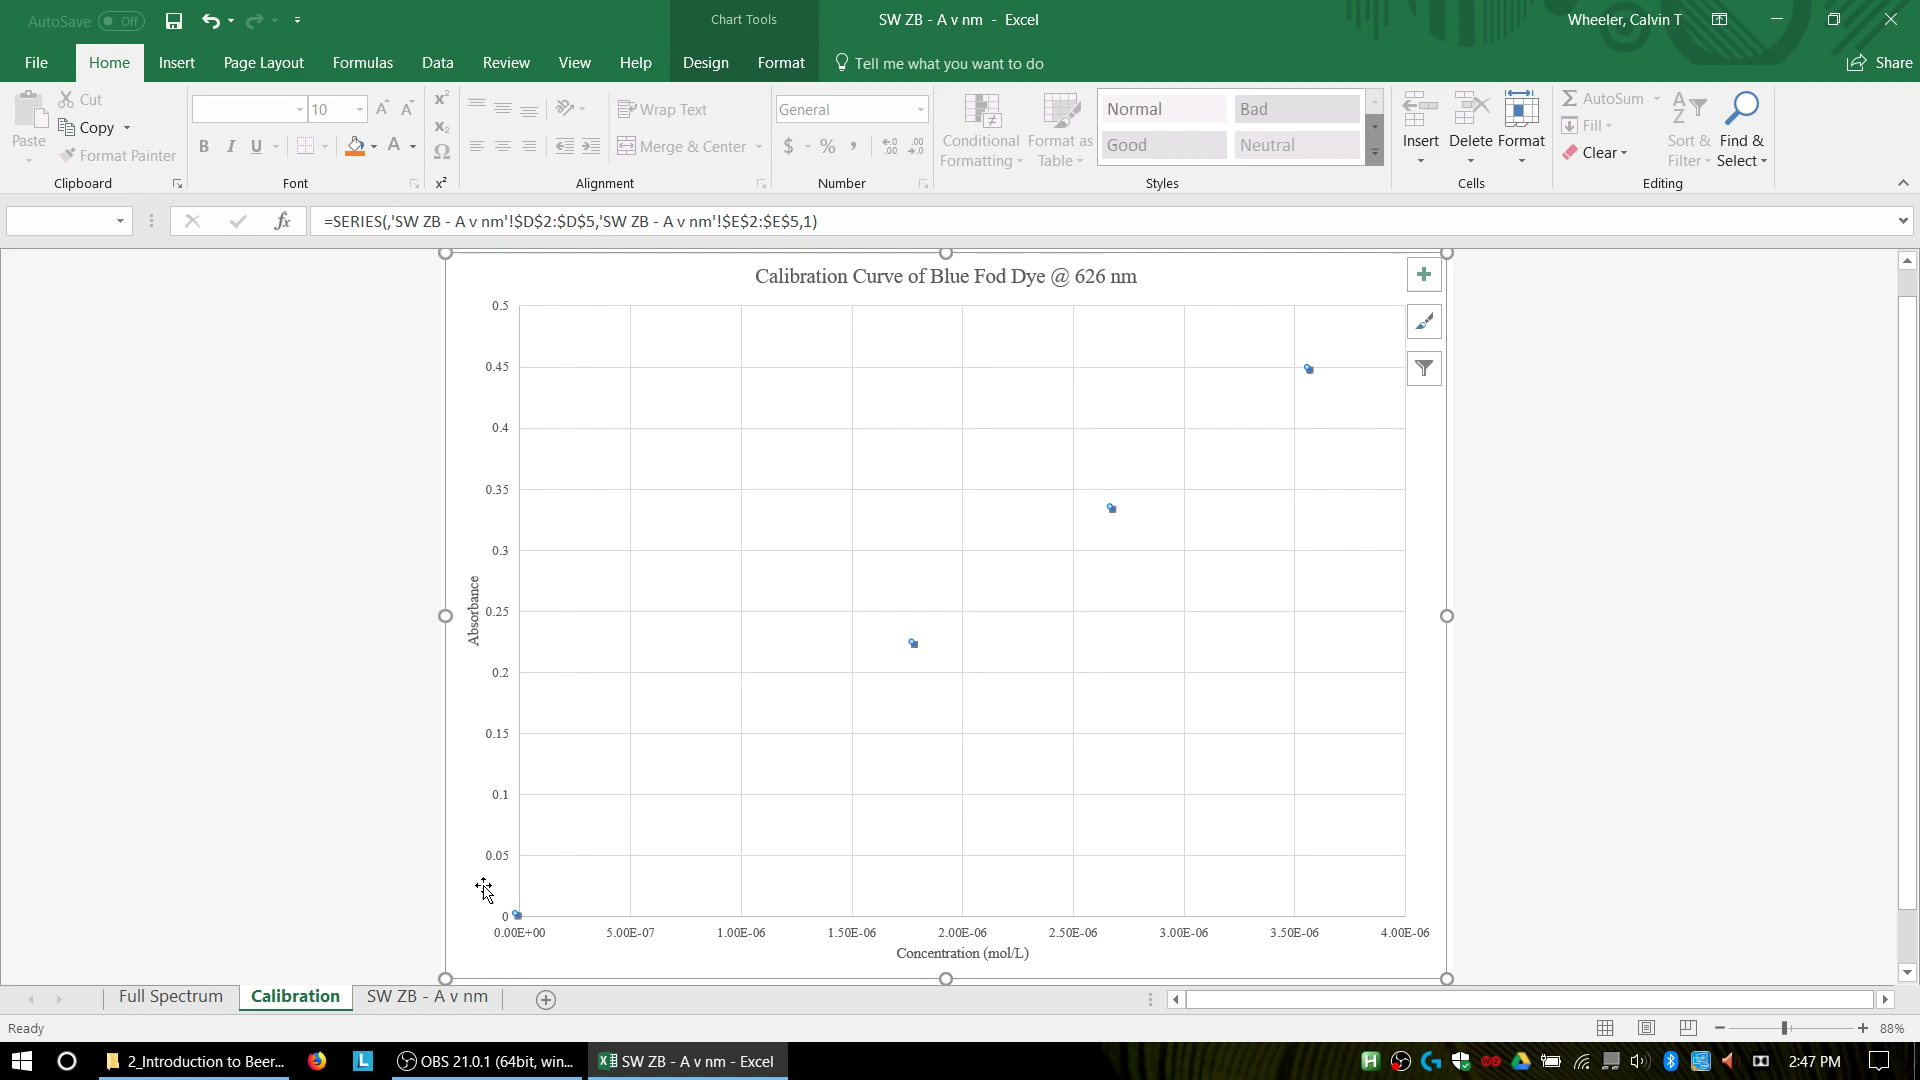 AutoSave Off
Chart Tools
SW ZB - A v nm - Excel
Wheeler, Calvin T
File Home Insert Page Layout Formulas Data Review View Help Design Format Tell me what you want to do Share
Paste
Cut
Copy
Format Painter
Clipboard
10
B I U
Font
x²
x₂
Ω
x²
Wrap Text
Merge & Center
Alignment
General
$ % ,
Number
Conditional Formatting
Format as Table
Normal Bad
Good Neutral
Styles
Insert Delete Format
Cells
AutoSum
Fill
Clear
Sort & Filter
Find & Select
Editing
fx
=SERIES(,'SW ZB - A v nm'!$D$2:$D$5,'SW ZB - A v nm'!$E$2:$E$5,1)
Calibration Curve of Blue Fod Dye @ 626 nm
0.5
0.45
0.4
0.35
0.3
0.25
0.2
0.15
0.1
0.05
0
Absorbance
0.00E+00 5.00E-07 1.00E-06 1.50E-06 2.00E-06 2.50E-06 3.00E-06 3.50E-06 4.00E-06
Concentration (mol/L)
Full Spectrum Calibration SW ZB - A v nm
Ready
88%
2_Introduction to Beer...
OBS 21.0.1 (64bit, win...
SW ZB - A v nm - Excel
2:47 PM